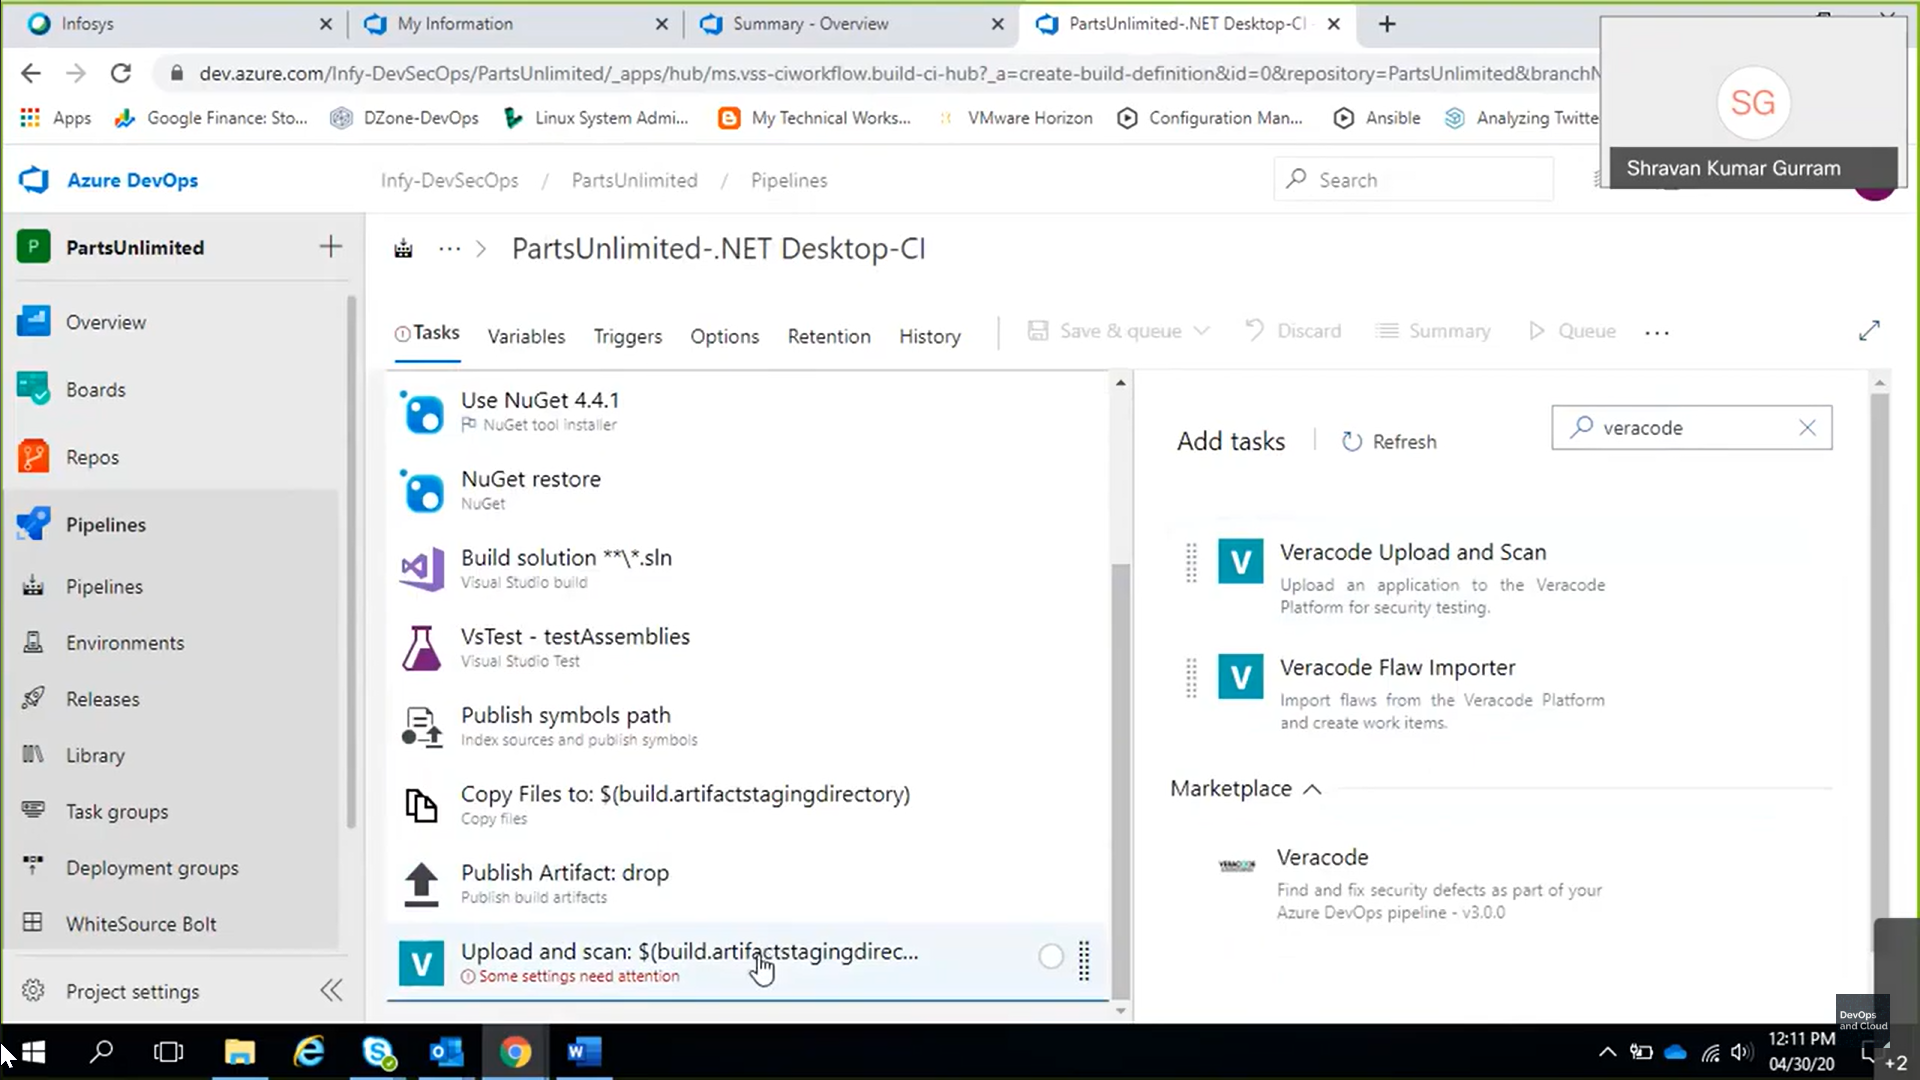 Infosys
My Information
Summary - Overview
PartsUnlimited-.NET Desktop-CI
dev.azure.com/Infy-DevSecOps/PartsUnlimited/_apps/hub/ms.vss-ciworkflow.build-ci-hub?_a=create-build-definition&id=0&repository=PartsUnlimited&branchN
Apps
Google Finance: Sto...
DZone-DevOps
Linux System Admi...
My Technical Works...
VMware Horizon
Configuration Man...
Ansible
Analyzing Twitte
SG
Shravan Kumar Gurram
Azure DevOps
Infy-DevSecOps / PartsUnlimited / Pipelines
Search
P
PartsUnlimited
PartsUnlimited-.NET Desktop-CI
Overview
Boards
Repos
Pipelines
Pipelines
Environments
Releases
Library
Task groups
Deployment groups
WhiteSource Bolt
Project settings
Tasks
Variables
Triggers
Options
Retention
History
Save & queue
Discard
Summary
Queue
...
Use NuGet 4.4.1
NuGet tool installer
NuGet restore
NuGet
Build solution **\*.sln
Visual Studio build
VsTest - testAssemblies
Visual Studio Test
Publish symbols path
Index sources and publish symbols
Copy Files to: $(build.artifactstagingdirectory)
Copy files
Publish Artifact: drop
Publish build artifacts
V
Upload and scan: $(build.artifactstagingdirec...
Some settings need attention
Add tasks
Refresh
veracode
V
Veracode Upload and Scan
Upload an application to the Veracode
Platform for security testing.
V
Veracode Flaw Importer
Import flaws from the Veracode Platform
and create work items.
Marketplace
VERACODE
Veracode
Find and fix security defects as part of your
Azure DevOps pipeline - v3.0.0
DevOps
and Cloud
12:11 PM
04/30/20
+2